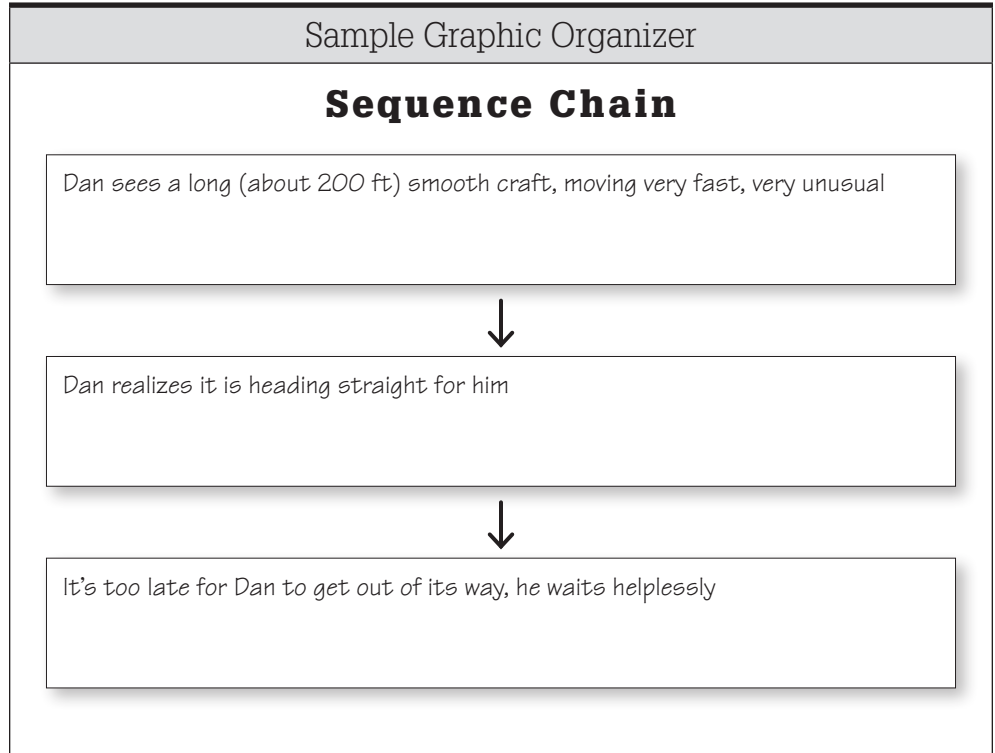 Sample Graphic Organizer
Sequence Chain
Dan sees a long (about 200 ft) smooth craft, moving very fast, very unusual
Dan realizes it is heading straight for him
It's too late for Dan to get out of its way, he waits helplessly